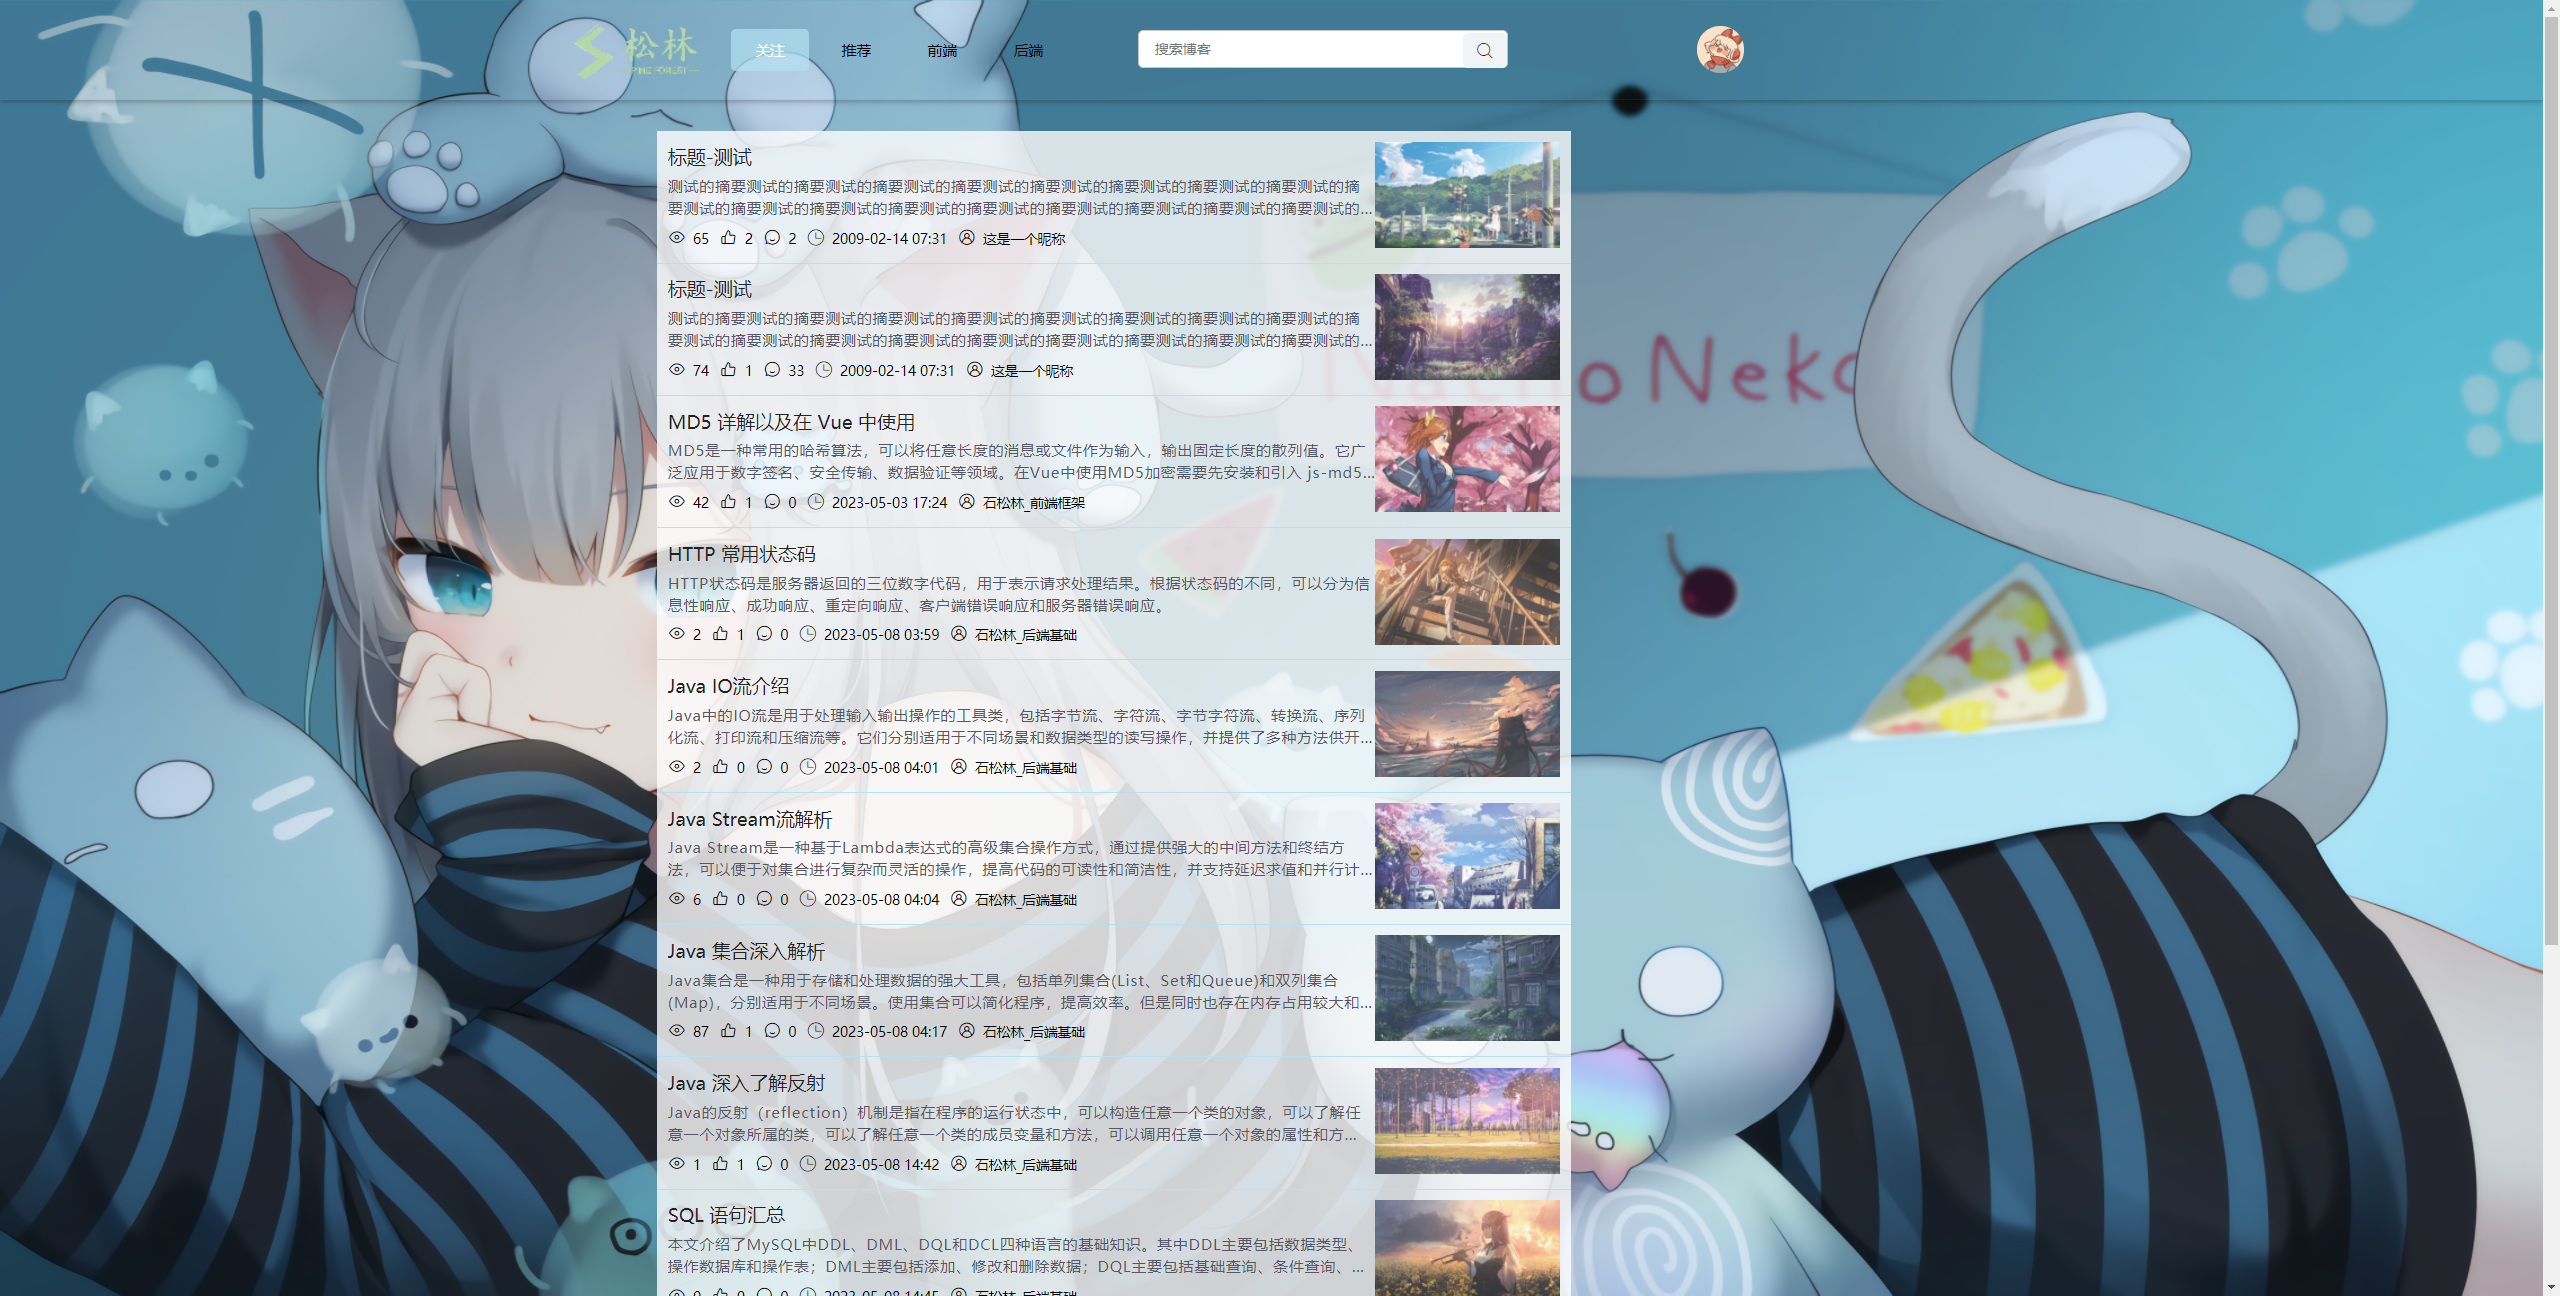 松林
PINE FOREST
关注
推荐
前端
后端
搜索博客
标题-测试
测试的摘要测试的摘要测试的摘要测试的摘要测试的摘要测试的摘要测试的摘要测试的摘要测试的摘
要测试的摘要测试的摘要测试的摘要测试的摘要测试的摘要测试的摘要测试的摘要测试的摘要测试的...
65 2 2 2009-02-14 07:31 这是一个昵称
标题-测试
测试的摘要测试的摘要测试的摘要测试的摘要测试的摘要测试的摘要测试的摘要测试的摘要测试的摘
要测试的摘要测试的摘要测试的摘要测试的摘要测试的摘要测试的摘要测试的摘要测试的摘要测试的...
74 1 33 2009-02-14 07:31 这是一个昵称
Nacho Neko
MD5 详解以及在 Vue 中使用
MD5是一种常用的哈希算法，可以将任意长度的消息或文件作为输入，输出固定长度的散列值。它广
泛应用于数字签名、安全传输、数据验证等领域。在Vue中使用MD5加密需要先安装和引入 js-md5...
42 1 0 2023-05-03 17:24 石松林_前端框架
HTTP 常用状态码
HTTP状态码是服务器返回的三位数字代码，用于表示请求处理结果。根据状态码的不同，可以分为信
息性响应、成功响应、重定向响应、客户端错误响应和服务器错误响应。
2 1 0 2023-05-08 03:59 石松林_后端基础
Java IO流介绍
Java中的IO流是用于处理输入输出操作的工具类，包括字节流、字符流、字节字符流、转换流、序列
化流、打印流和压缩流等。它们分别适用于不同场景和数据类型的读写操作，并提供了多种方法供开...
2 0 0 2023-05-08 04:01 石松林_后端基础
Java Stream流解析
Java Stream是一种基于Lambda表达式的高级集合操作方式，通过提供强大的中间方法和终结方
法，可以便于对集合进行复杂而灵活的操作，提高代码的可读性和简洁性，并支持延迟求值和并行计...
6 0 0 2023-05-08 04:04 石松林_后端基础
Java 集合深入解析
Java集合是一种用于存储和处理数据的强大工具，包括单列集合(List、Set和Queue)和双列集合
(Map)，分别适用于不同场景。使用集合可以简化程序，提高效率。但是同时也存在内存占用较大和...
87 1 0 2023-05-08 04:17 石松林_后端基础
Java 深入了解反射
Java的反射（reflection）机制是指在程序的运行状态中，可以构造任意一个类的对象，可以了解任
意一个对象所属的类，可以了解任意一个类的成员变量和方法，可以调用任意一个对象的属性和方...
1 1 0 2023-05-08 14:42 石松林_后端基础
SQL 语句汇总
本文介绍了MySQL中DDL、DML、DQL和DCL四种语言的基础知识。其中DDL主要包括数据类型、
操作数据库和操作表；DML主要包括添加、修改和删除数据；DQL主要包括基础查询、条件查询、...
0 0 0 2023-05-08 14:45 石松林_后端基础